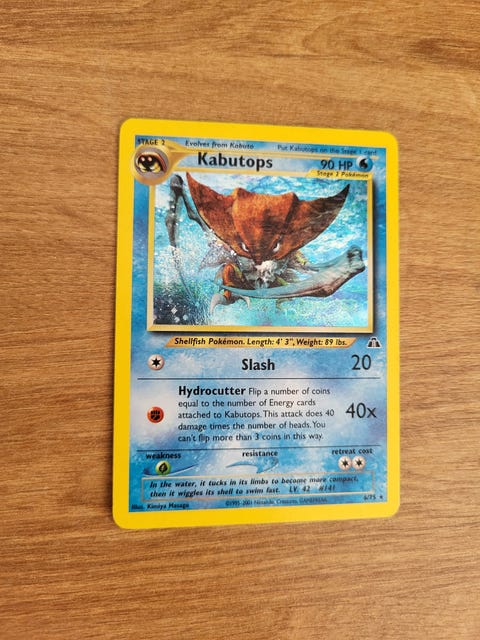 STAGE 2 Evolves from Kabuto Put Kabutops on the Stage 1 card
Kabutops 90 HP
Stage 2 Pokémon
Shellfish Pokémon. Length: 4' 3", Weight: 89 lbs.
Slash 20
Hydrocutter Flip a number of coins
equal to the number of Energy cards
attached to Kabutops. This attack does 40
damage times the number of heads. You
can't flip more than 3 coins in this way.
40x
weakness resistance retreat cost
In the water, it tucks in its limbs to become more compact,
then it wiggles its shell to swim fast. LV. 42 #141
Illus. Kimiya Masago ©1995-2001 Nintendo, Creatures, GAMEFREAK. 6/75 ★